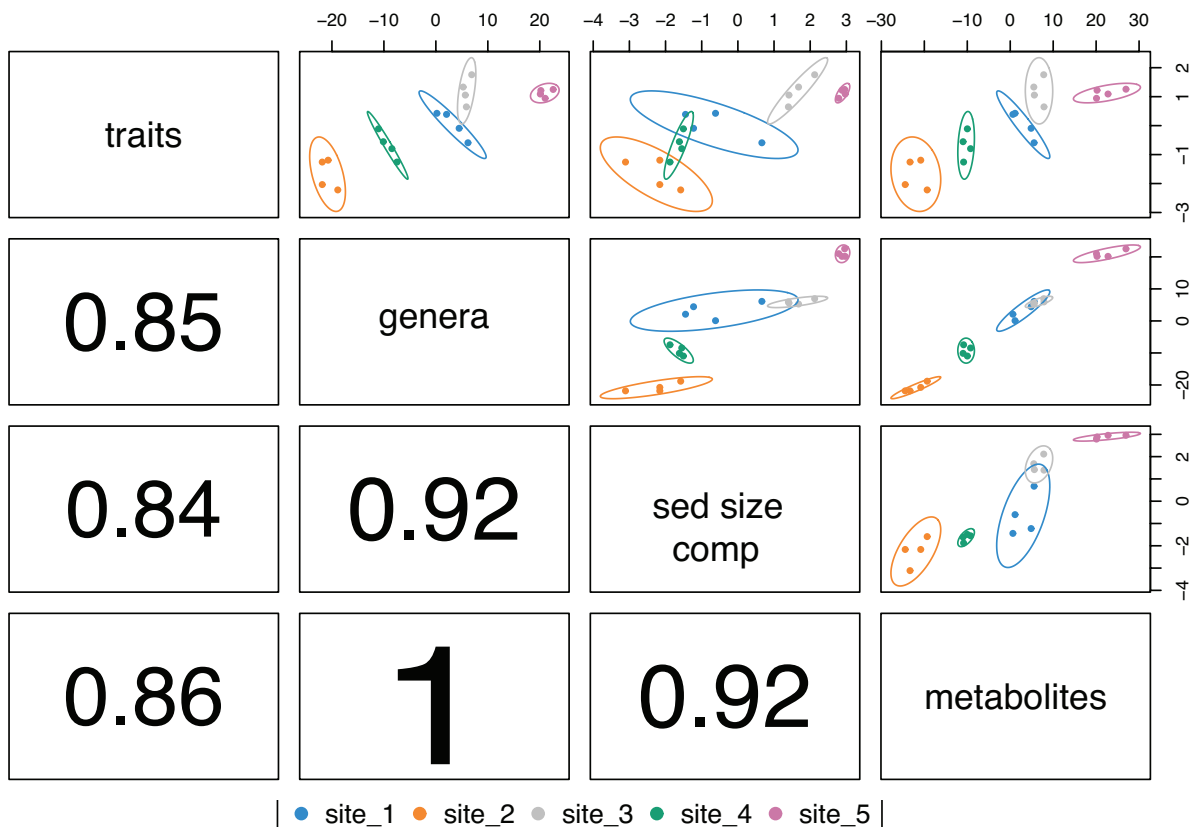 −20 −10 0 10 20 −4 −3 −2 −1 0 1 2 3 −30 −10 0 10 20 30
traits
2
1
−1
−3
0.85
genera
10
0
−20
0.84
0.92
sed size
comp
2
0
−2
−4
0.86
1
0.92
metabolites
site_1 site_2 site_3 site_4 site_5